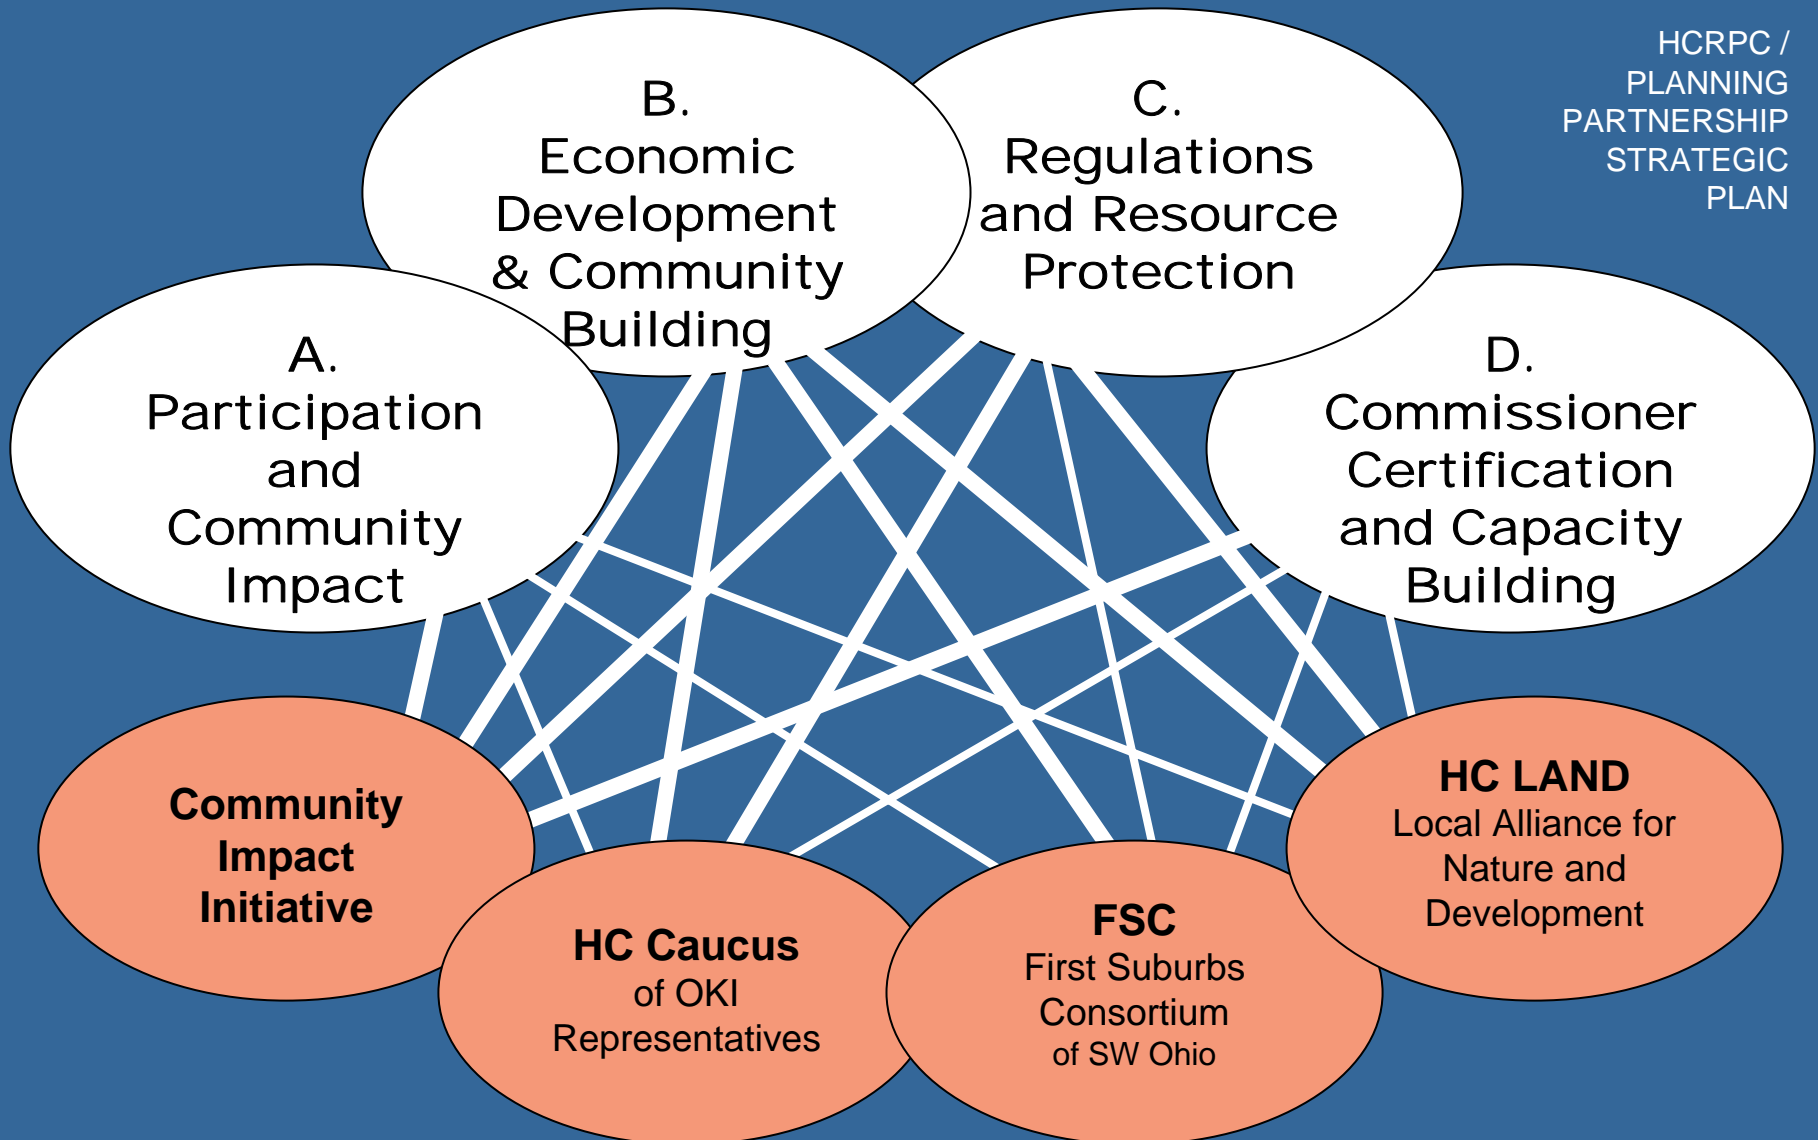 HCRPC /
PLANNING
PARTNERSHIP
STRATEGIC
PLAN
A.
Participation
and
Community
Impact
B.
Economic
Development
& Community
Building
C.
Regulations
and Resource
Protection
D.
Commissioner
Certification
and Capacity
Building
Community
Impact
Initiative
HC Caucus
of OKI
Representatives
FSC
First Suburbs
Consortium
of SW Ohio
HC LAND
Local Alliance for
Nature and
Development